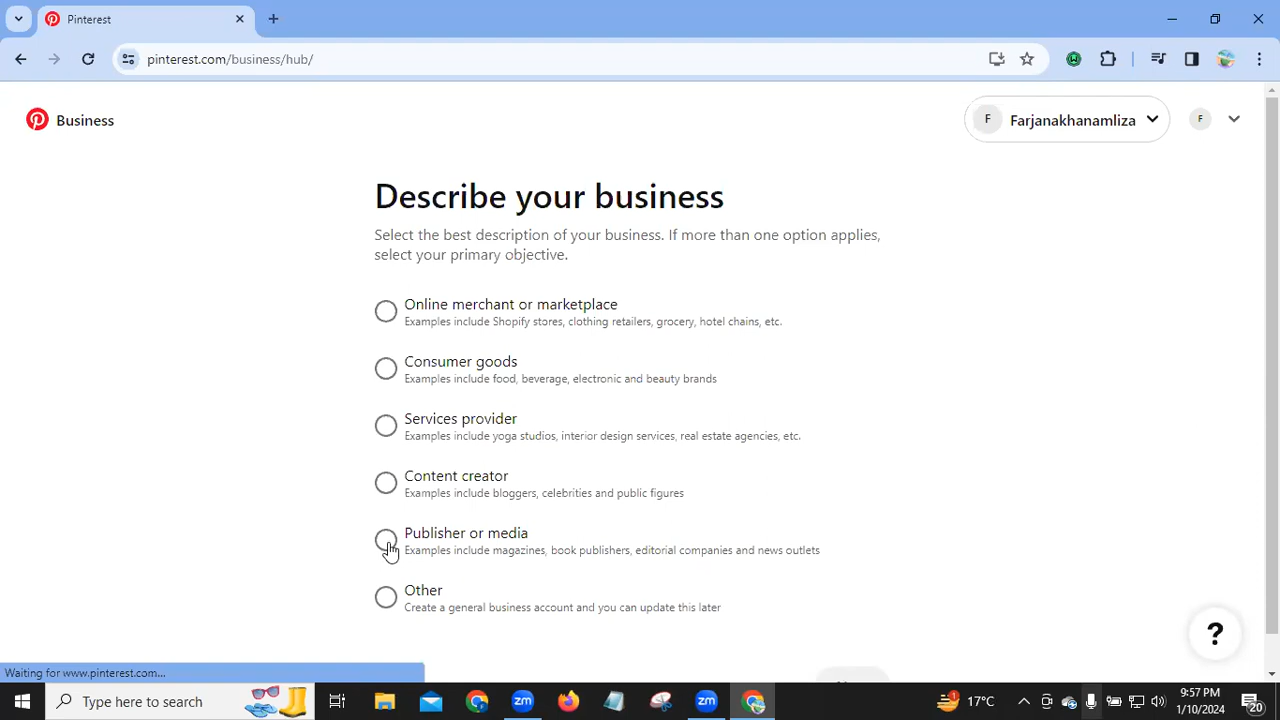 Pinterest
pinterest.com/business/hub/
Business
F Farjanakhanamliza F
Describe your business
Select the best description of your business. If more than one option applies,
select your primary objective.
Online merchant or marketplace
Examples include Shopify stores, clothing retailers, grocery, hotel chains, etc.
Consumer goods
Examples include food, beverage, electronic and beauty brands
Services provider
Examples include yoga studios, interior design services, real estate agencies, etc.
Content creator
Examples include bloggers, celebrities and public figures
Publisher or media
Examples include magazines, book publishers, editorial companies and news outlets
Other
Create a general business account and you can update this later
?
Waiting for www.pinterest.com...
Type here to search
zm
zm
1
17°C
9:57 PM
1/10/2024
20